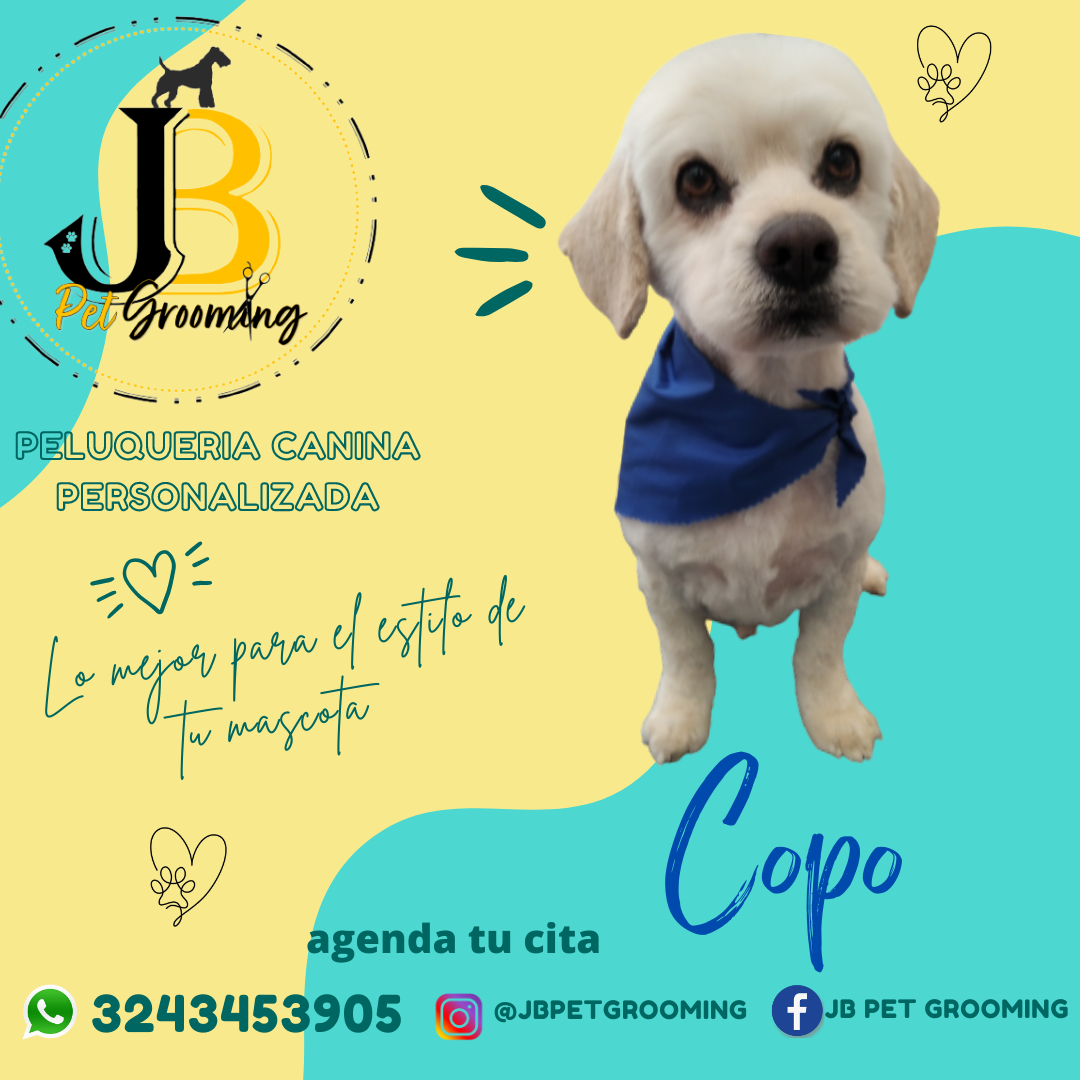 JB
Pet Grooming
PELUQUERIA CANINA
PERSONALIZADA
Lo mejor para el estilo de
tu mascota
Copo
agenda tu cita
3243453905
@JBPETGROOMING
JB PET GROOMING